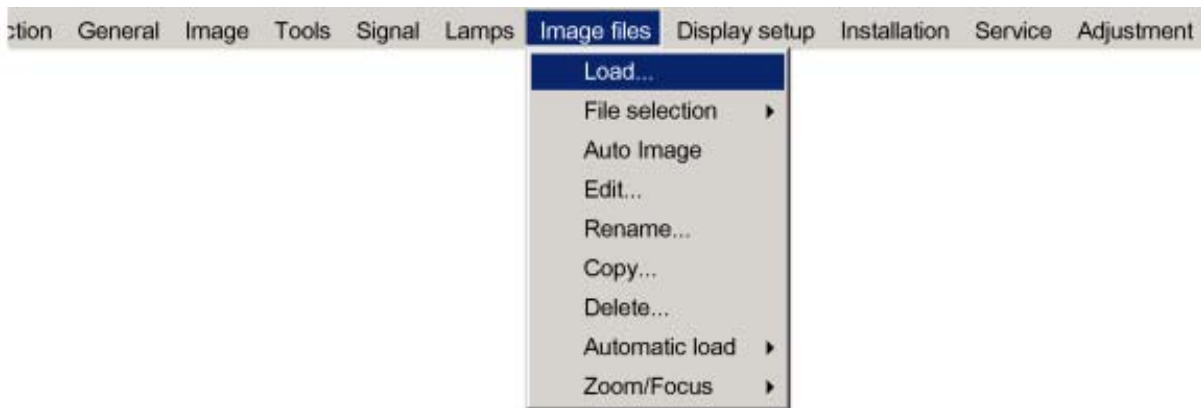 ction General Image Tools Signal Lamps Image files Display setup Installation Service Adjustment
Load...
File selection
Auto Image
Edit...
Rename...
Copy...
Delete...
Automatic load
Zoom/Focus